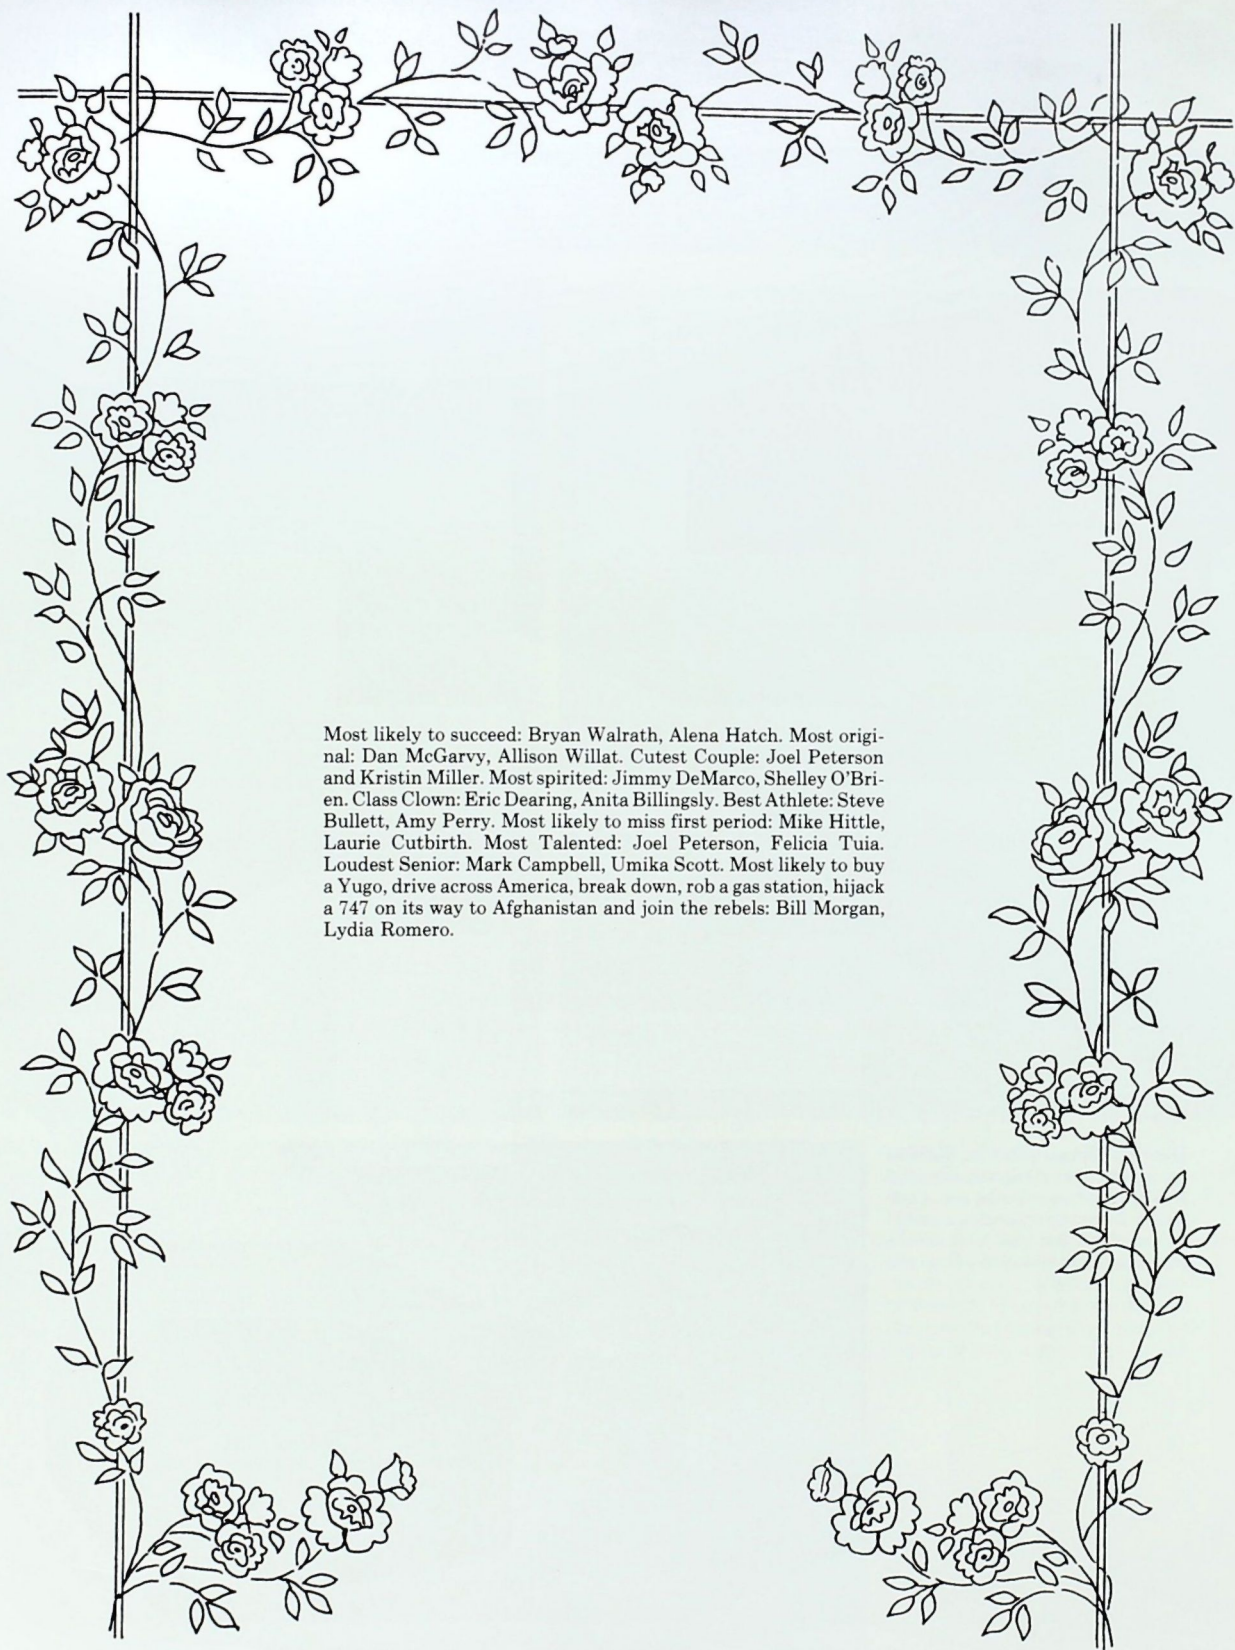 Most likely to succeed: Bryan Walrath, Alena Hatch. Most origi-
nal: Dan McGarvy, Allison Willat. Cutest Couple: Joel Peterson
and Kristin Miller. Most spirited: Jimmy DeMarco, Shelley O'Bri-
en. Class Clown: Eric Dearing, Anita Billingsly. Best Athlete: Steve
Bullett, Amy Perry. Most likely to miss first period: Mike Hittle,
Laurie Cutbirth. Most Talented: Joel Peterson, Felicia Tuia.
Loudest Senior: Mark Campbell, Umika Scott. Most likely to buy
a Yugo, drive across America, break down, rob a gas station, hijack
a 747 on its way to Afghanistan and join the rebels: Bill Morgan,
Lydia Romero.